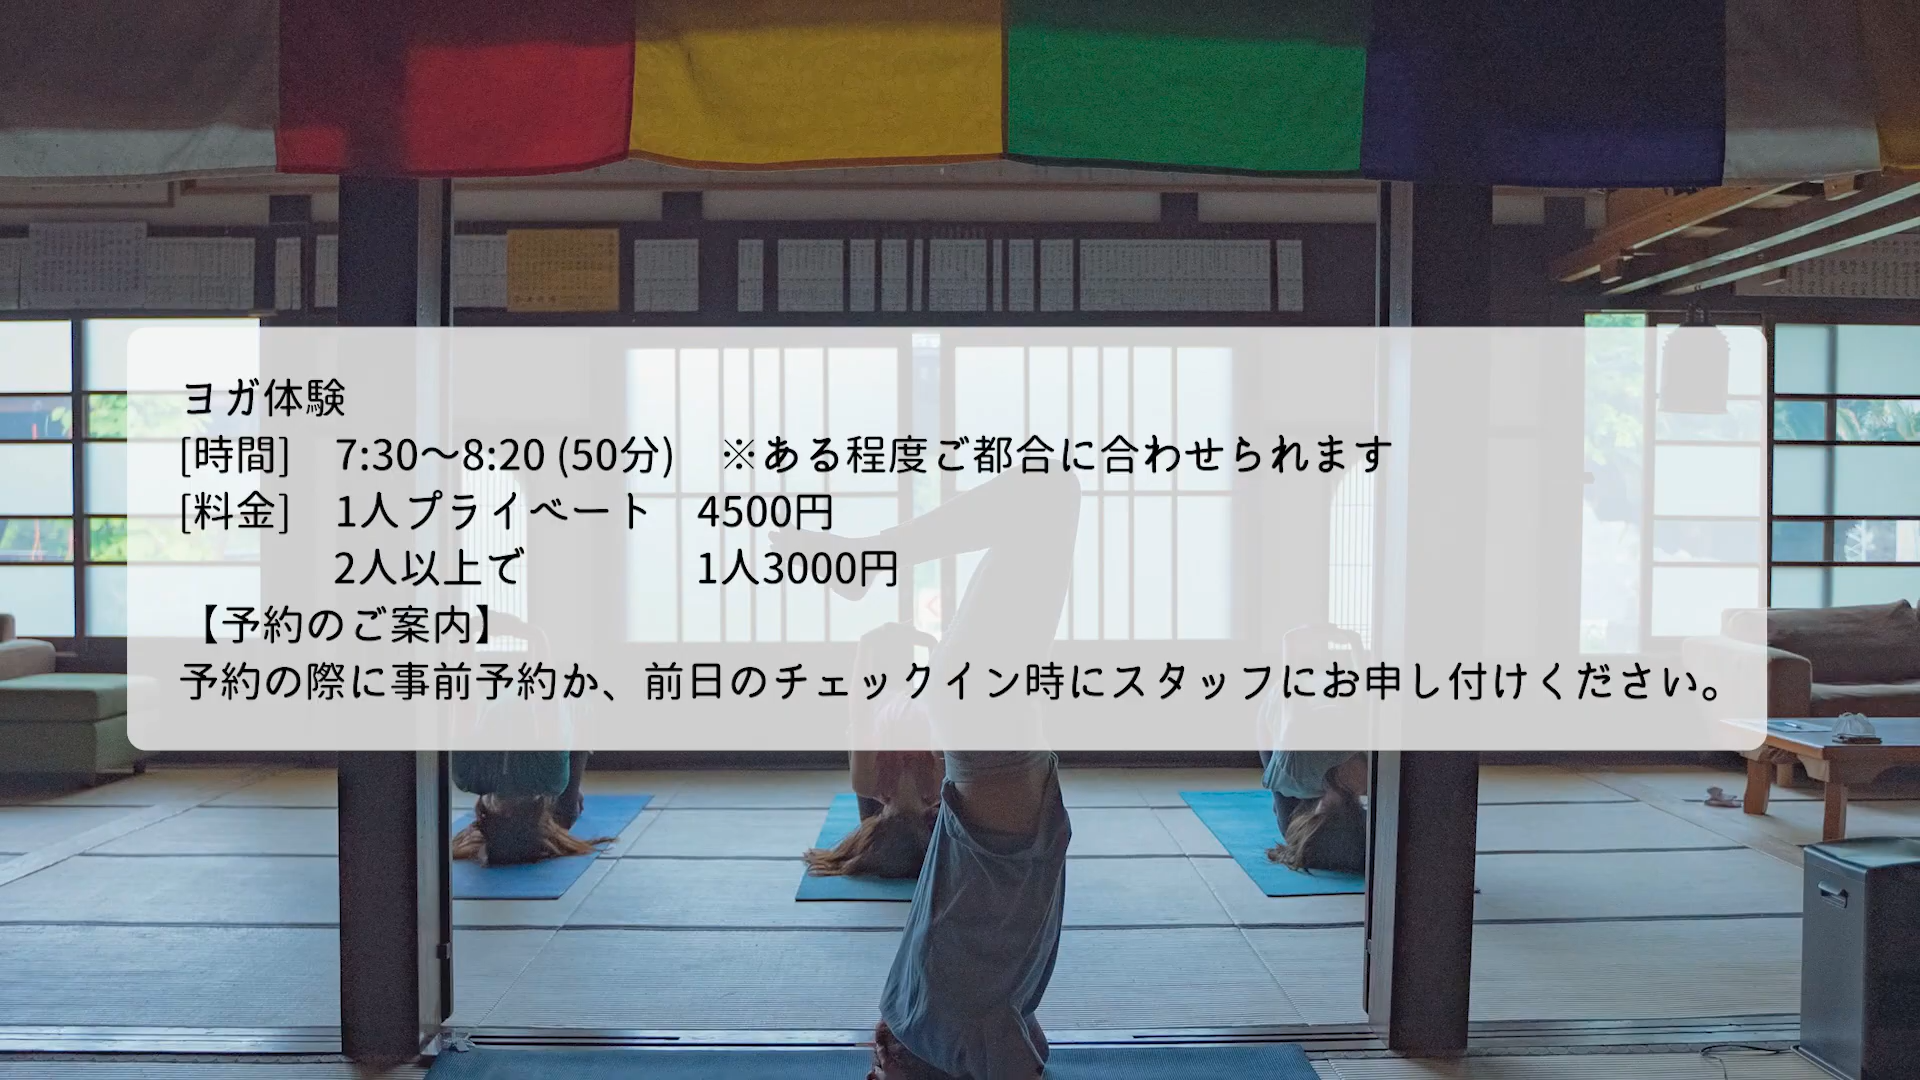 ヨガ体験
[時間]　7:30〜8:20 (50分)　※ある程度ご都合に合わせられます
[料金]　1人プライベート　4500円
2人以上で　1人3000円
【予約のご案内】
予約の際に事前予約か、前日のチェックイン時にスタッフにお申し付けください。